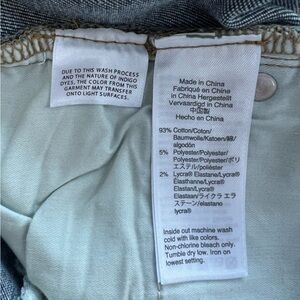 DUE TO THIS WASH PROCESS
AND THE NATURE OF INDIGO
DYES, THE COLOR FROM THIS
GARMENT MAY TRANSFER
ONTO LIGHT SURFACES.
Made in China
Fabriqué en Chine
in China Hergestellt
Vervaardigd in China
中国製
Hecho en China
93% Cotton/Coton/
Baumwolle/Katoen/綿/
algodón
5% Polyester/Polyester/
Polyester/Polyester/ポリ
エステル/poliéster
2% Lycra® Elastane/Lycra®
Elasthanne/Lycra®
Elastan/Lycra®
Elastaan/ライクラ エラ
ステーン/elastano
lycra®
Inside out machine wash
cold with like colors.
Non-chlorine bleach only.
Tumble dry low. Iron on
lowest setting.